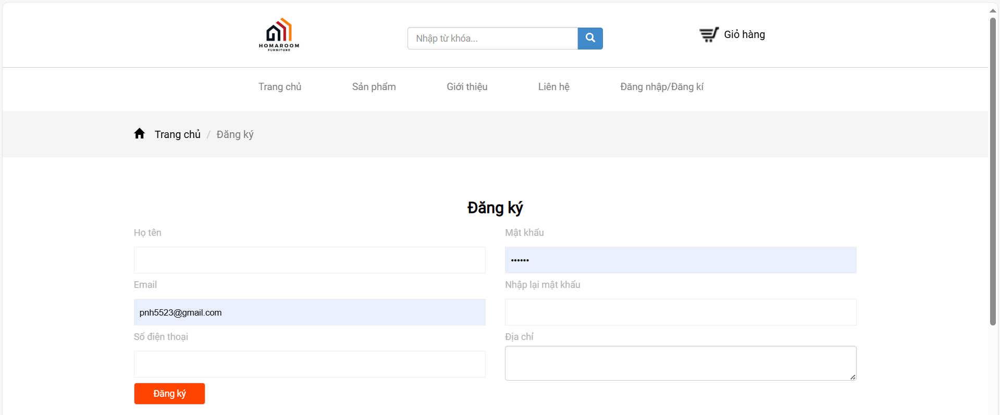 HOMAROOM
FURNITURE
Nhập từ khóa...
Giỏ hàng
Trang chủ Sản phẩm Giới thiệu Liên hệ Đăng nhập/Đăng kí
Trang chủ / Đăng ký
Đăng ký
Họ tên
Mật khẩu
••••••
Email
Nhập lại mật khẩu
pnh5523@gmail.com
Số điện thoại
Địa chỉ
Đăng ký